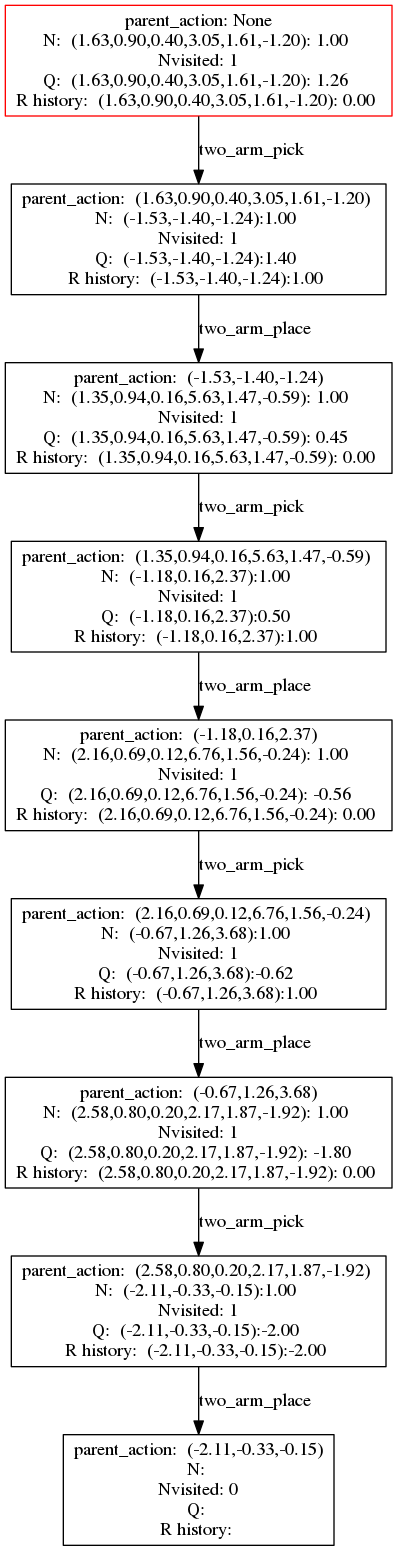 parent_action: None
N: (1.63,0.90,0.40,3.05,1.61,-1.20): 1.00
Nvisited: 1
Q: (1.63,0.90,0.40,3.05,1.61,-1.20): 1.26
R history: (1.63,0.90,0.40,3.05,1.61,-1.20): 0.00
two_arm_pick
parent_action: (1.63,0.90,0.40,3.05,1.61,-1.20)
N: (-1.53,-1.40,-1.24):1.00
Nvisited: 1
Q: (-1.53,-1.40,-1.24):1.40
R history: (-1.53,-1.40,-1.24):1.00
two_arm_place
parent_action: (-1.53,-1.40,-1.24)
N: (1.35,0.94,0.16,5.63,1.47,-0.59): 1.00
Nvisited: 1
Q: (1.35,0.94,0.16,5.63,1.47,-0.59): 0.45
R history: (1.35,0.94,0.16,5.63,1.47,-0.59): 0.00
two_arm_pick
parent_action: (1.35,0.94,0.16,5.63,1.47,-0.59)
N: (-1.18,0.16,2.37):1.00
Nvisited: 1
Q: (-1.18,0.16,2.37):0.50
R history: (-1.18,0.16,2.37):1.00
two_arm_place
parent_action: (-1.18,0.16,2.37)
N: (2.16,0.69,0.12,6.76,1.56,-0.24): 1.00
Nvisited: 1
Q: (2.16,0.69,0.12,6.76,1.56,-0.24): -0.56
R history: (2.16,0.69,0.12,6.76,1.56,-0.24): 0.00
two_arm_pick
parent_action: (2.16,0.69,0.12,6.76,1.56,-0.24)
N: (-0.67,1.26,3.68):1.00
Nvisited: 1
Q: (-0.67,1.26,3.68):-0.62
R history: (-0.67,1.26,3.68):1.00
two_arm_place
parent_action: (-0.67,1.26,3.68)
N: (2.58,0.80,0.20,2.17,1.87,-1.92): 1.00
Nvisited: 1
Q: (2.58,0.80,0.20,2.17,1.87,-1.92): -1.80
R history: (2.58,0.80,0.20,2.17,1.87,-1.92): 0.00
two_arm_pick
parent_action: (2.58,0.80,0.20,2.17,1.87,-1.92)
N: (-2.11,-0.33,-0.15):1.00
Nvisited: 1
Q: (-2.11,-0.33,-0.15):-2.00
R history: (-2.11,-0.33,-0.15):-2.00
two_arm_place
parent_action: (-2.11,-0.33,-0.15)
N:
Nvisited: 0
Q:
R history: